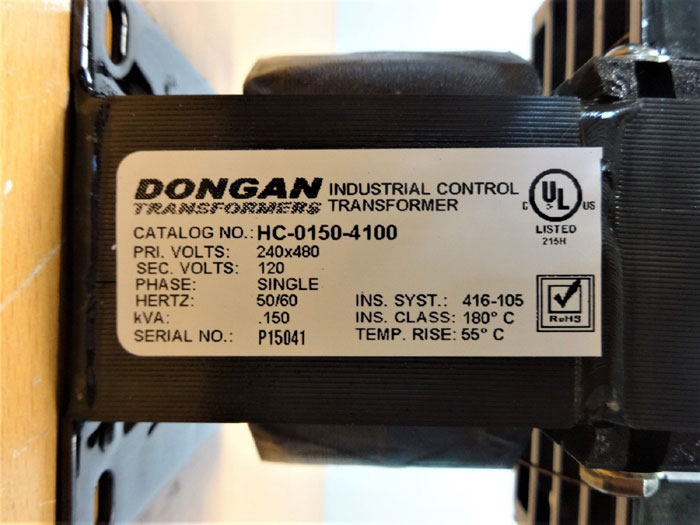 DONGAN INDUSTRIAL CONTROL
TRANSFORMERS TRANSFORMER
CATALOG NO.: HC-0150-4100
PRI. VOLTS: 240x480
SEC. VOLTS: 120
PHASE: SINGLE
HERTZ: 50/60 INS. SYST.: 416-105
kVA: .150 INS. CLASS: 180° C
SERIAL NO.: P15041 TEMP. RISE: 55° C
C UL US
LISTED
215H
RoHS